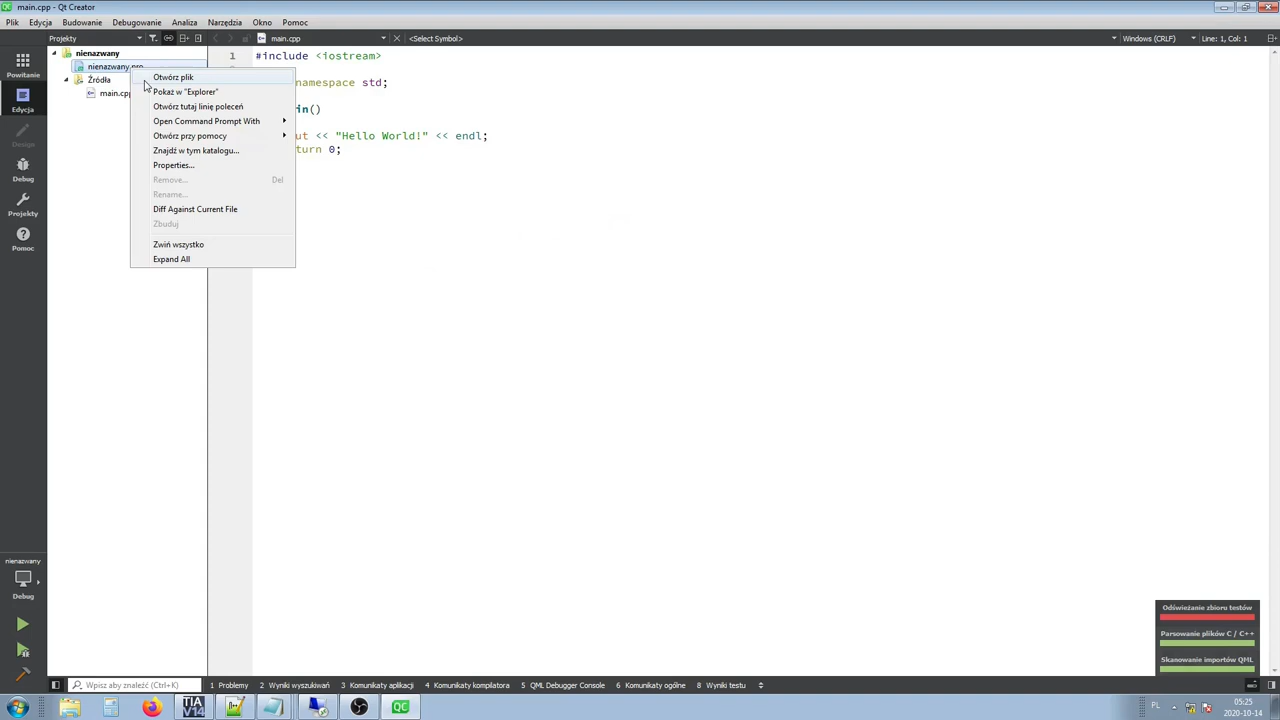 main.cpp - Qt Creator
Plik Edycja Budowanie Debugowanie Analiza Narzędzia Okno Pomoc
Projekty main.cpp <Select Symbol> Windows (CRLF) Line: 1, Col: 1
Powitanie
Edycja
Design
Debug
Projekty
Pomoc
nienazwany
nienazwany.pro
Źródła
main.cpp
Otwórz plik
Pokaż w "Explorer"
Otwórz tutaj linię poleceń
Open Command Prompt With
Otwórz przy pomocy
Znajdź w tym katalogu...
Properties...
Remove... Del
Rename...
Diff Against Current File
Zbuduj
Zwiń wszystko
Expand All
1 #include <iostream>
namespace std;
in()
ut << "Hello World!" << endl;
turn 0;
nienazwany
Debug
Odświeżanie zbioru testów
Parsowanie plików C / C++
Skanowanie importów QML
Wpisz aby znaleźć (Ctrl+K) 1 Problemy 2 Wyniki wyszukiwań 3 Komunikaty aplikacji 4 Komunikaty kompilatora 5 QML Debugger Console 6 Komunikaty ogólne 8 Wyniki testu
TIA
V14
QC
PL
05:25
2020-10-14